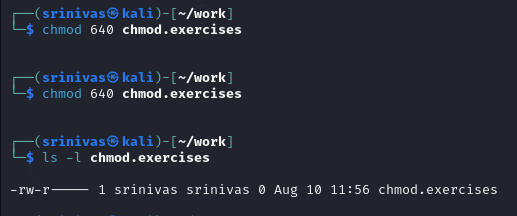 ┌──(srinivas㉿kali)-[~/work]
└─$ chmod 640 chmod.exercises
┌──(srinivas㉿kali)-[~/work]
└─$ chmod 640 chmod.exercises
┌──(srinivas㉿kali)-[~/work]
└─$ ls -l chmod.exercises
-rw-r----- 1 srinivas srinivas 0 Aug 10 11:56 chmod.exercises